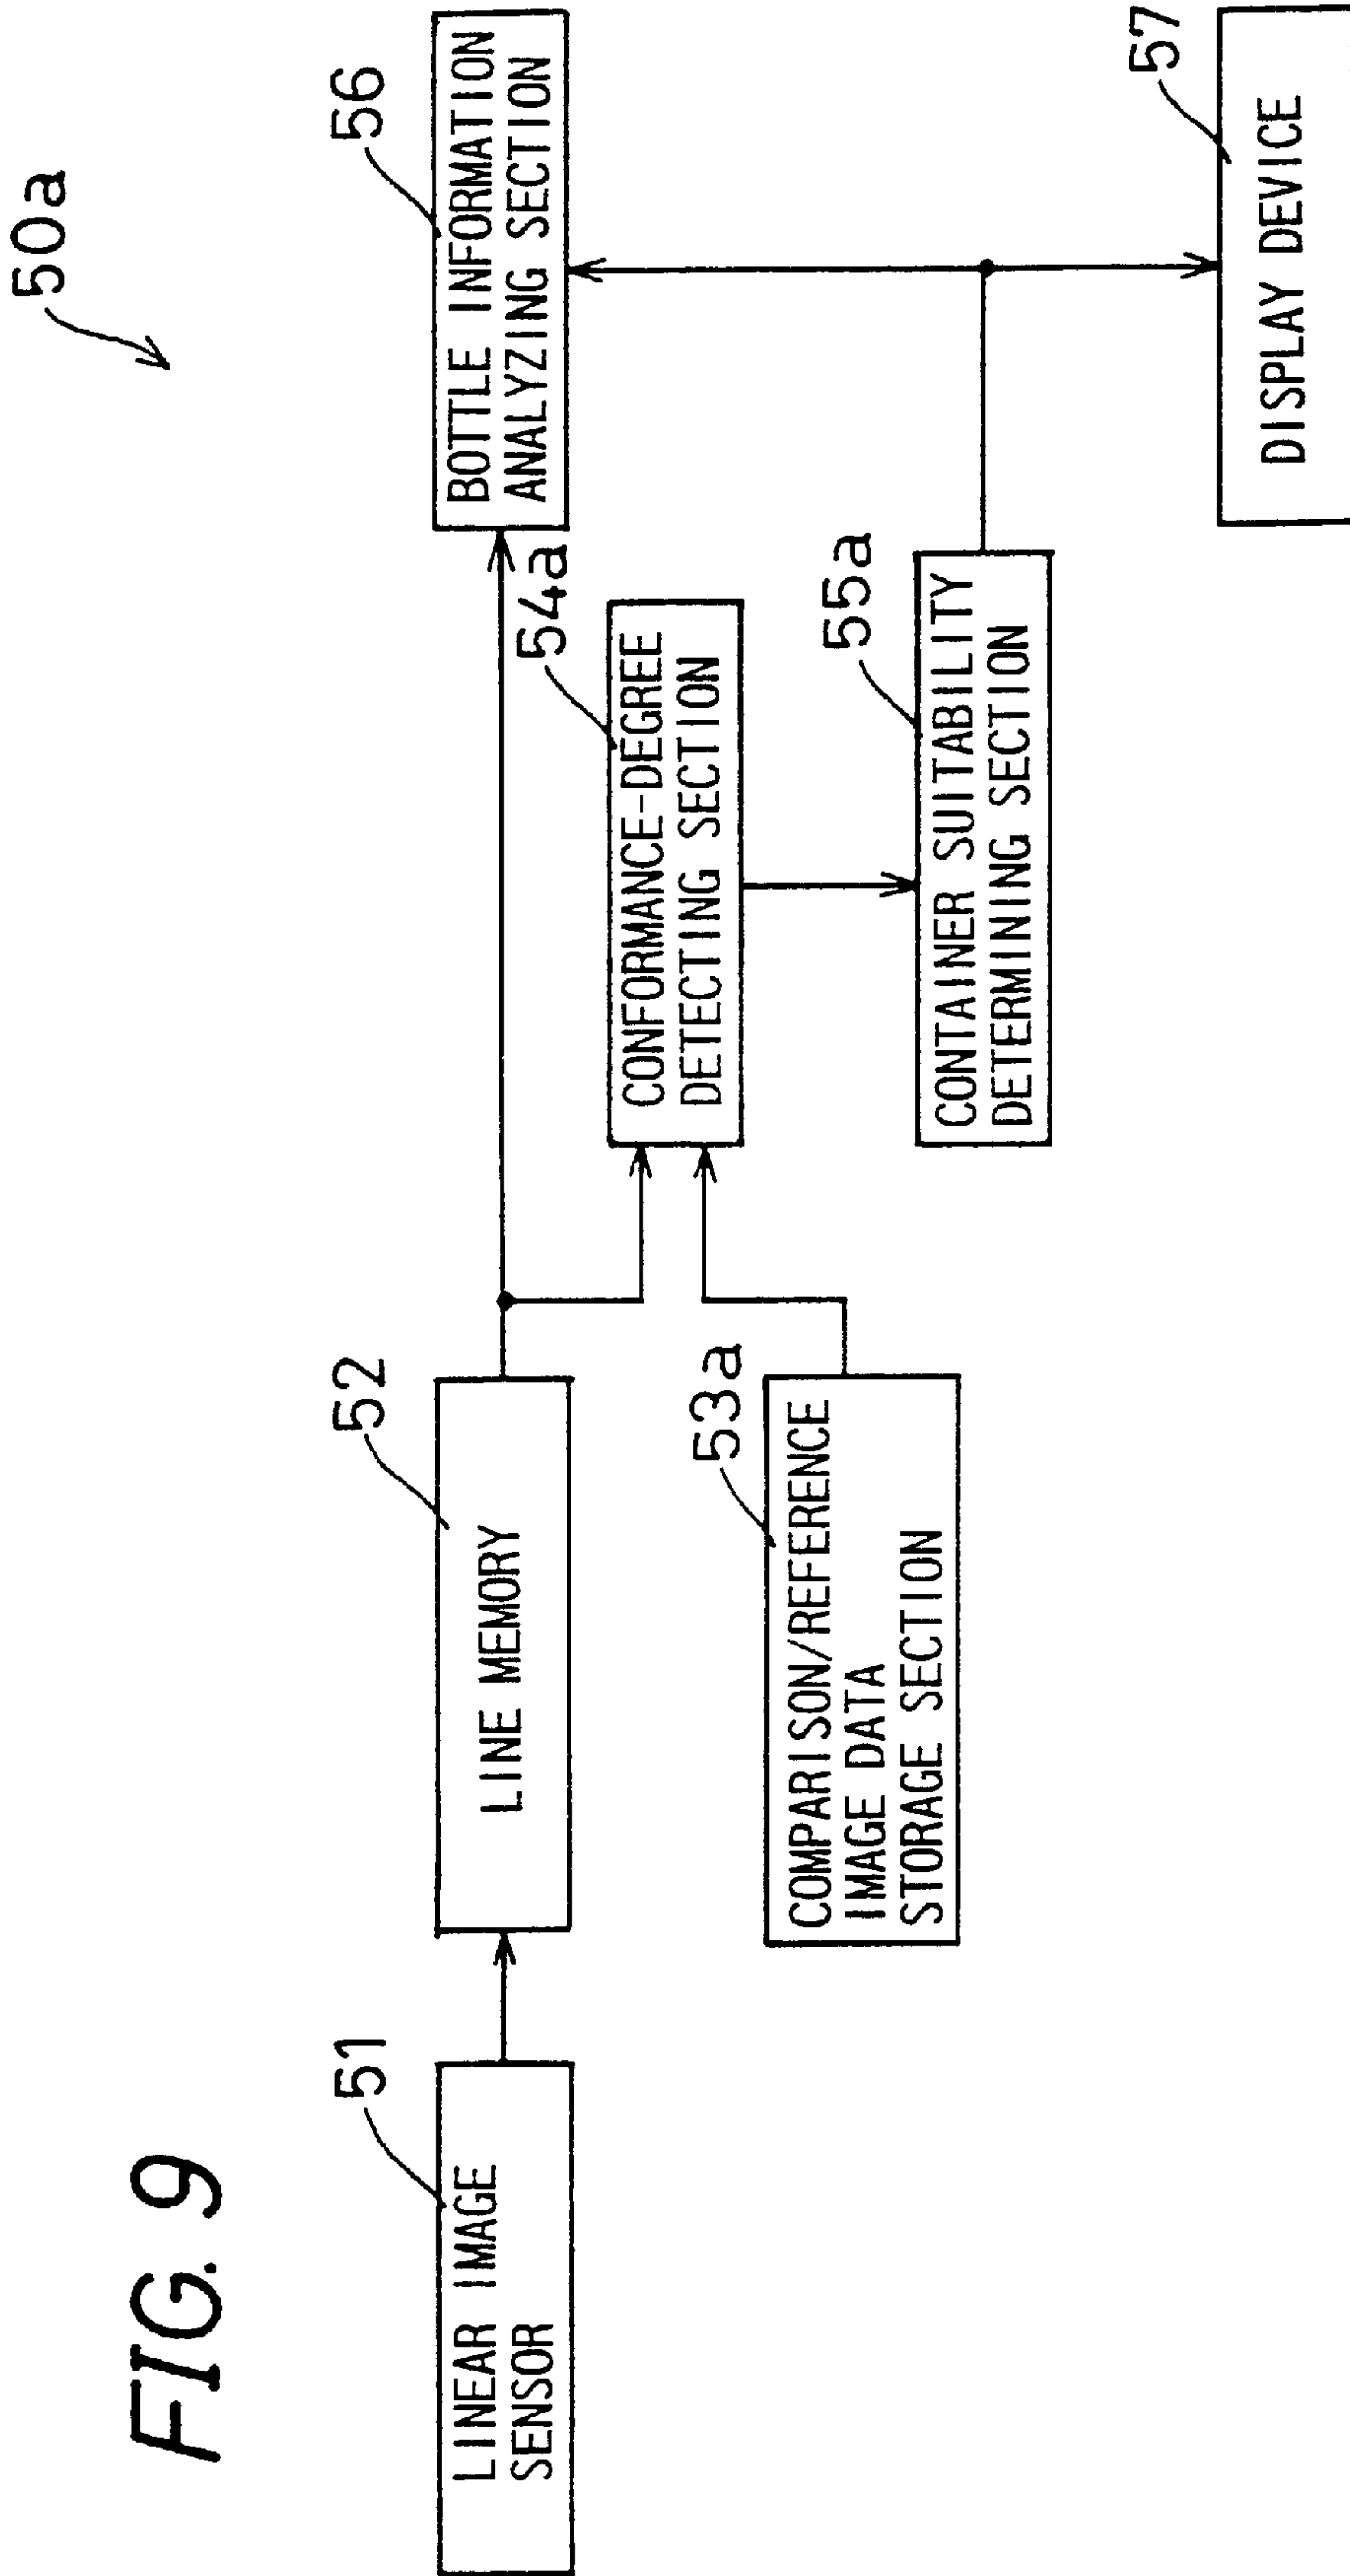 FIG. 9
50a
51
LINEAR IMAGE
SENSOR
52
LINE MEMORY
53a
COMPARISON/REFERENCE
IMAGE DATA
STORAGE SECTION
54a
CONFORMANCE-DEGREE
DETECTING SECTION
55a
CONTAINER SUITABILITY
DETERMINING SECTION
56
BOTTLE INFORMATION
ANALYZING SECTION
57
DISPLAY DEVICE